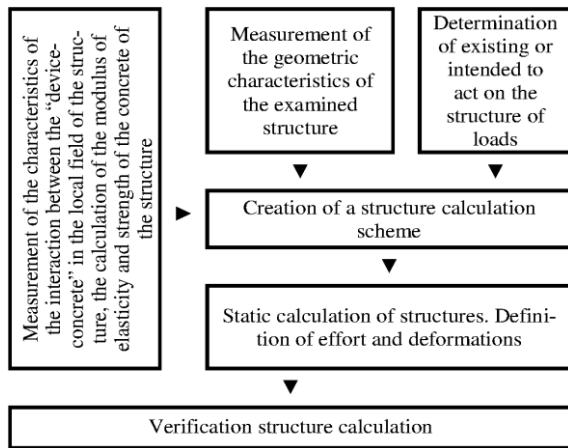 Measurement of the characteristics of
the interaction between the “device-
concrete” in the local field of the struc-
ture, the calculation of the modulus of
elasticity and strength of the concrete of
the structure
Measurement of
the geometric
characteristics of
the examined
structure
Determination
of existing or
intended to
act on the
structure of
loads
Creation of a structure calculation
scheme
Static calculation of structures. Defini-
tion of effort and deformations
Verification structure calculation